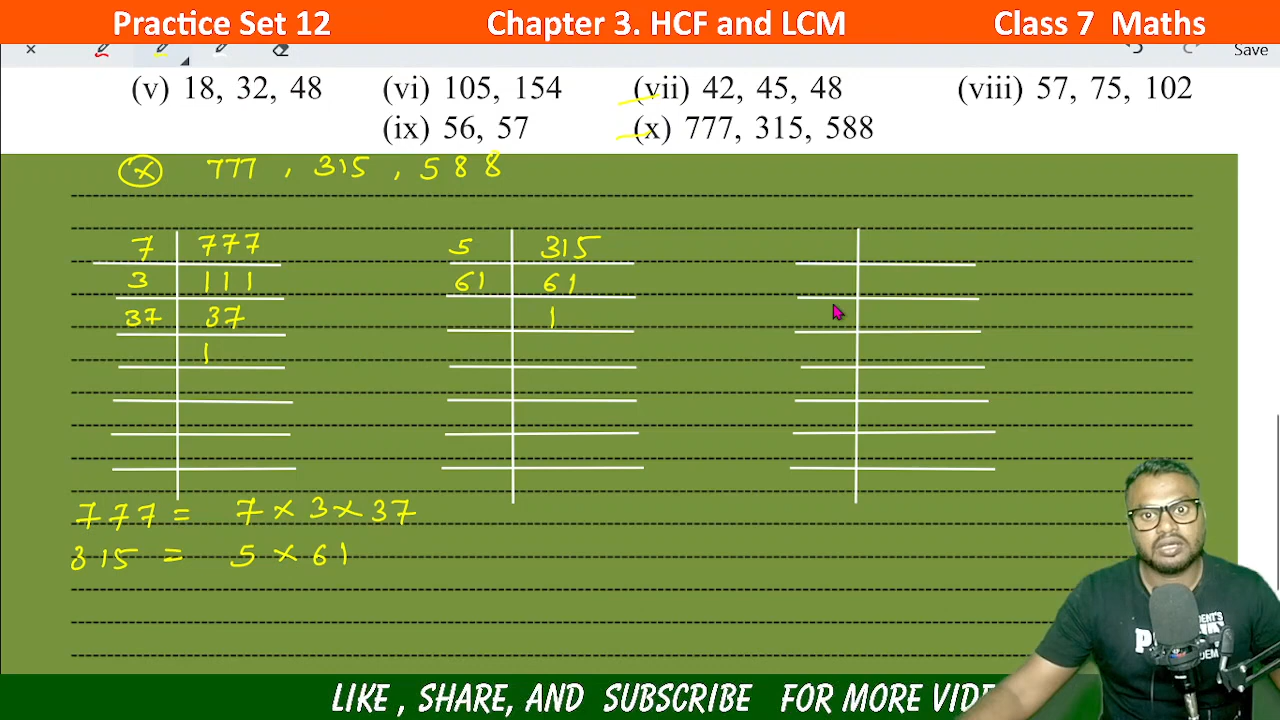 Practice Set 12 Chapter 3. HCF and LCM Class 7 Maths
Save
(v) 18, 32, 48 (vi) 105, 154 (vii) 42, 45, 48 (viii) 57, 75, 102
(ix) 56, 57 (x) 777, 315, 588
(x) 777 , 315 , 588
7 777 5 315
3 111 61 61
37 37 1
1
777 = 7 × 3 × 37
315 = 5 × 61
LIKE , SHARE, AND SUBSCRIBE FOR MORE